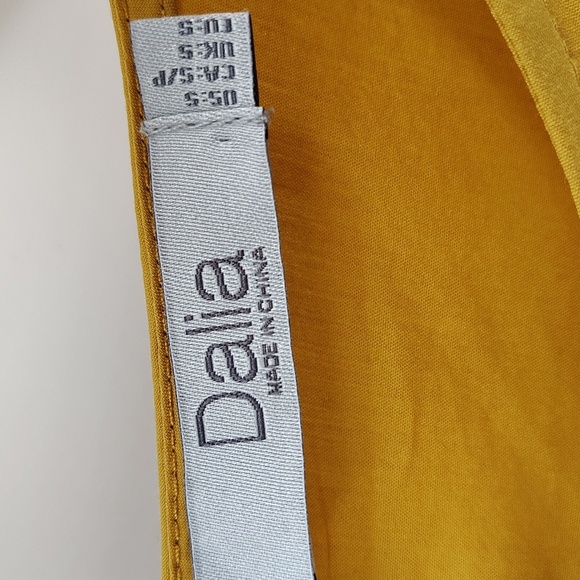 Dalia
MADE IN CHINA
US:S
CA:S/P
UK:S
EU:S